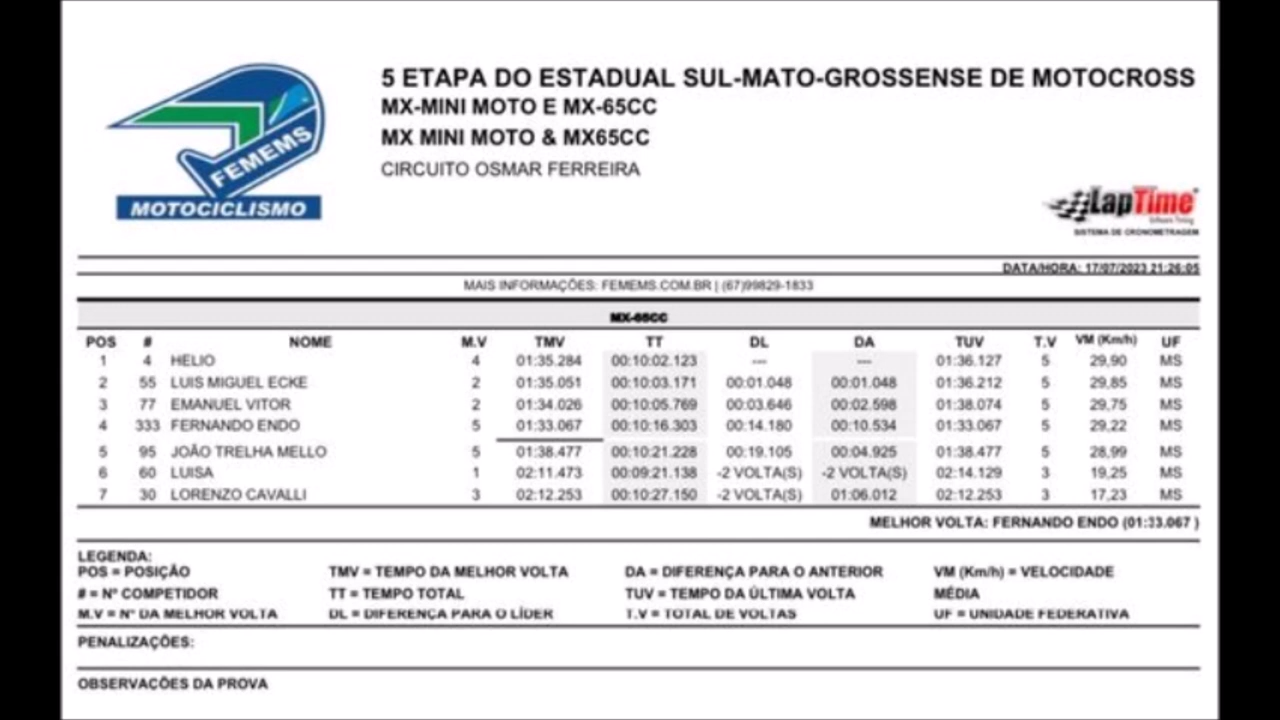 FEMEMS
MOTOCICLISMO
5 ETAPA DO ESTADUAL SUL-MATO-GROSSENSE DE MOTOCROSS
MX-MINI MOTO E MX-65CC
MX MINI MOTO & MX65CC
CIRCUITO OSMAR FERREIRA
LapTime
Software Timing
SISTEMA DE CRONOMETRAGEM
DATA/HORA: 17/07/2023 21:26:05
MAIS INFORMAÇÕES: FEMEMS.COM.BR | (67)99829-1833
MX-65CC
POS # NOME M.V TMV TT DL DA TUV T.V VM (Km/h) UF
1 4 HELIO 4 01:35.284 00:10:02.123 --- --- 01:36.127 5 29,90 MS
2 55 LUIS MIGUEL ECKE 2 01:35.051 00:10:03.171 00:01.048 00:01.048 01:36.212 5 29,85 MS
3 77 EMANUEL VITOR 2 01:34.026 00:10:05.769 00:03.646 00:02.598 01:38.074 5 29,75 MS
4 333 FERNANDO ENDO 5 01:33.067 00:10:16.303 00:14.180 00:10.534 01:33.067 5 29,22 MS
5 95 JOÃO TRELHA MELLO 5 01:38.477 00:10:21.228 00:19.105 00:04.925 01:38.477 5 28,99 MS
6 60 LUISA 1 02:11.473 00:09:21.138 -2 VOLTA(S) -2 VOLTA(S) 02:14.129 3 19,25 MS
7 30 LORENZO CAVALLI 3 02:12.253 00:10:27.150 -2 VOLTA(S) 01:06.012 02:12.253 3 17,23 MS
MELHOR VOLTA: FERNANDO ENDO (01:33.067 )
LEGENDA:
POS = POSIÇÃO TMV = TEMPO DA MELHOR VOLTA DA = DIFERENÇA PARA O ANTERIOR VM (Km/h) = VELOCIDADE
# = Nº COMPETIDOR TT = TEMPO TOTAL TUV = TEMPO DA ÚLTIMA VOLTA MÉDIA
M.V = Nº DA MELHOR VOLTA DL = DIFERENÇA PARA O LÍDER T.V = TOTAL DE VOLTAS UF = UNIDADE FEDERATIVA
PENALIZAÇÕES:
OBSERVAÇÕES DA PROVA